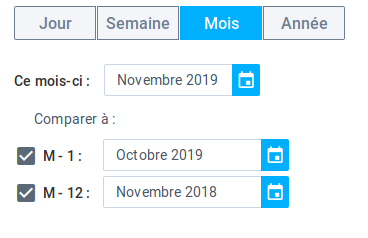 Jour Semaine Mois Année
Ce mois-ci : Novembre 2019
Comparer à :
M - 1 : Octobre 2019
M - 12 : Novembre 2018